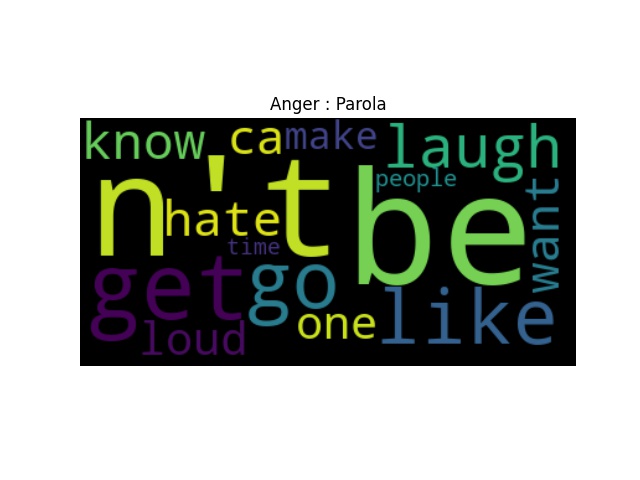 Anger : Parola
know ca make laugh
people
n't be
hate want
time
get go like
one
loud